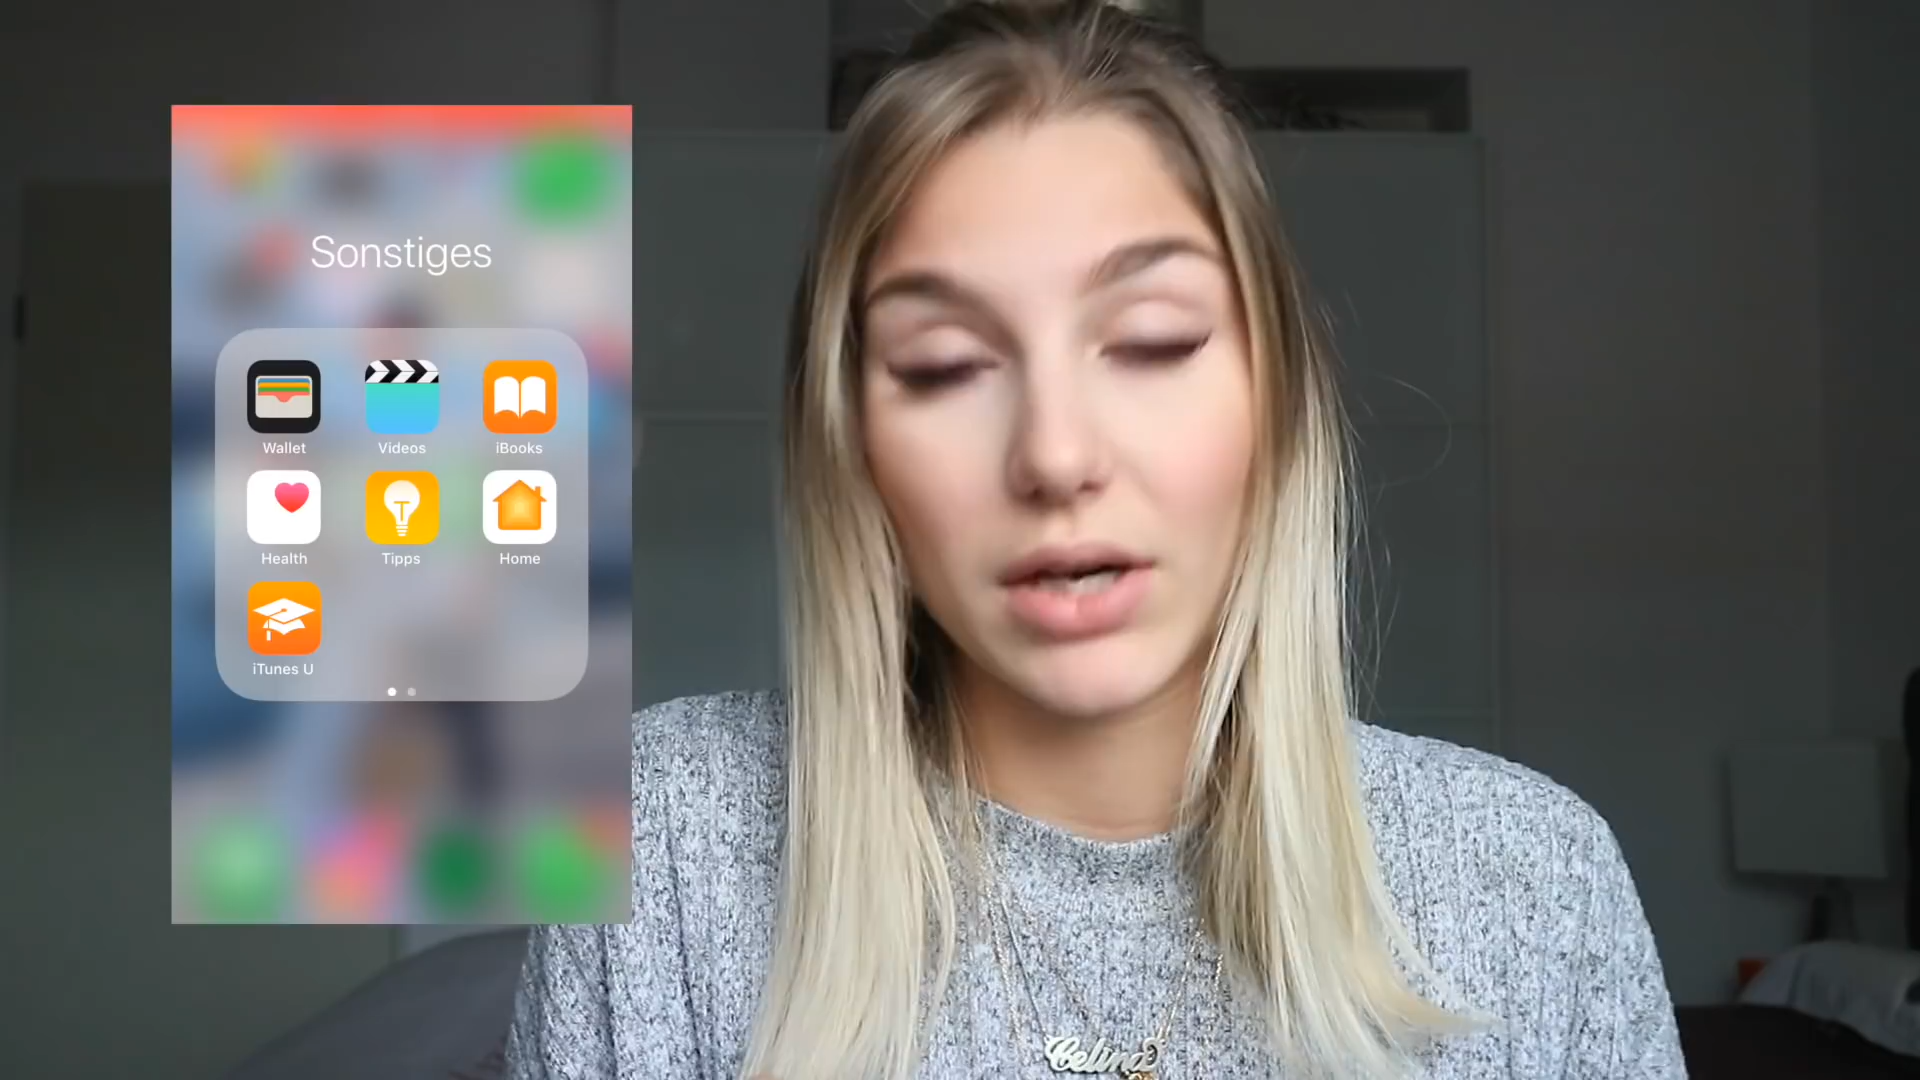 Sonstiges
Wallet Videos iBooks
Health Tipps Home
iTunes U
Celina